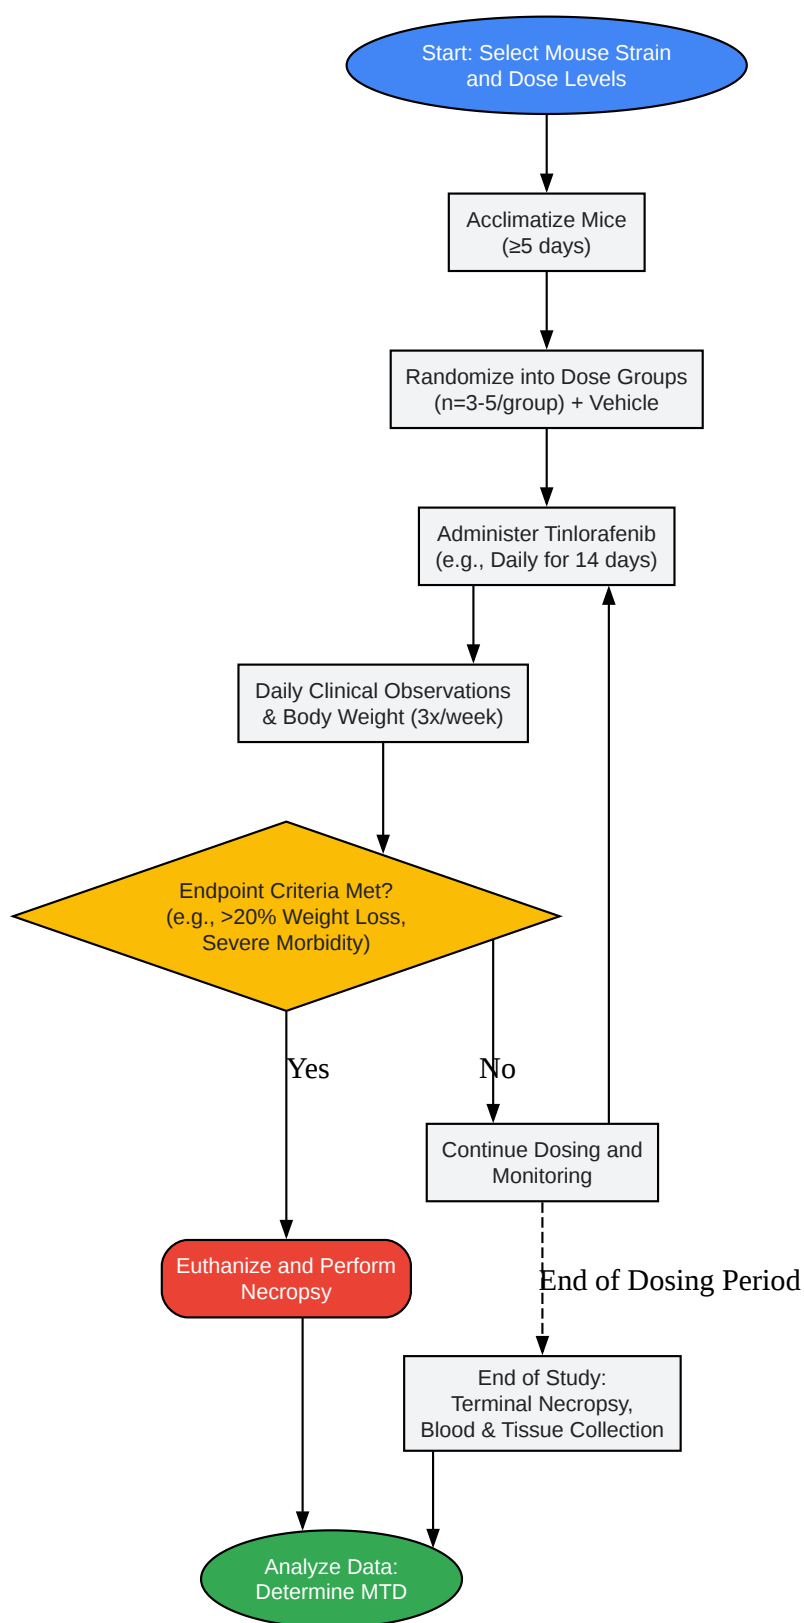 Start: Select Mouse Strain
and Dose Levels
Acclimatize Mice
(≥5 days)
Randomize into Dose Groups
(n=3-5/group) + Vehicle
Administer Tinlorafenib
(e.g., Daily for 14 days)
Daily Clinical Observations
& Body Weight (3x/week)
Endpoint Criteria Met?
(e.g., >20% Weight Loss,
Severe Morbidity)
Yes
No
Continue Dosing and
Monitoring
Euthanize and Perform
Necropsy
End of Dosing Period
End of Study:
Terminal Necropsy,
Blood & Tissue Collection
Analyze Data:
Determine MTD